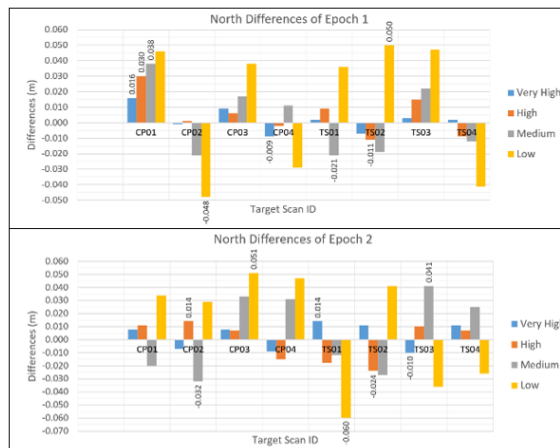 North Differences of Epoch 1
Differences (m)
0.060
0.050
0.040
0.030
0.020
0.010
0.000
-0.010
-0.020
-0.030
-0.040
-0.050
0.016
0.030
0.038
-0.048
-0.009
-0.021
-0.011
0.050
CP01 CP02 CP03 CP04 TS01 TS02 TS03 TS04
Target Scan ID
Very High
High
Medium
Low
North Differences of Epoch 2
Differences (m)
0.060
0.050
0.040
0.030
0.020
0.010
0.000
-0.010
-0.020
-0.030
-0.040
-0.050
-0.060
-0.070
0.014
-0.032
0.051
0.014
-0.060
-0.024
-0.010
0.041
CP01 CP02 CP03 CP04 TS01 TS02 TS03 TS04
Target Scan ID
Very High
High
Medium
Low